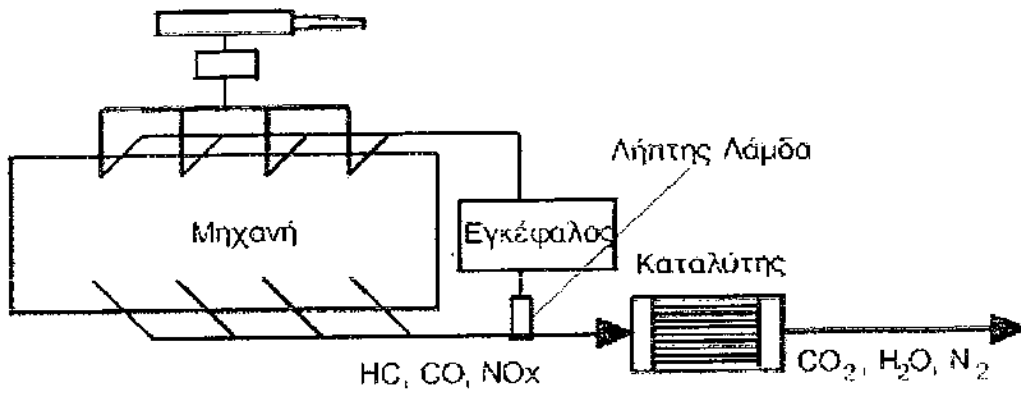 Λήπτης Λάμδα
Μηχανή
Εγκέφαλος
Καταλύτης
HC, CO, NOx
CO₂, H₂O, N₂